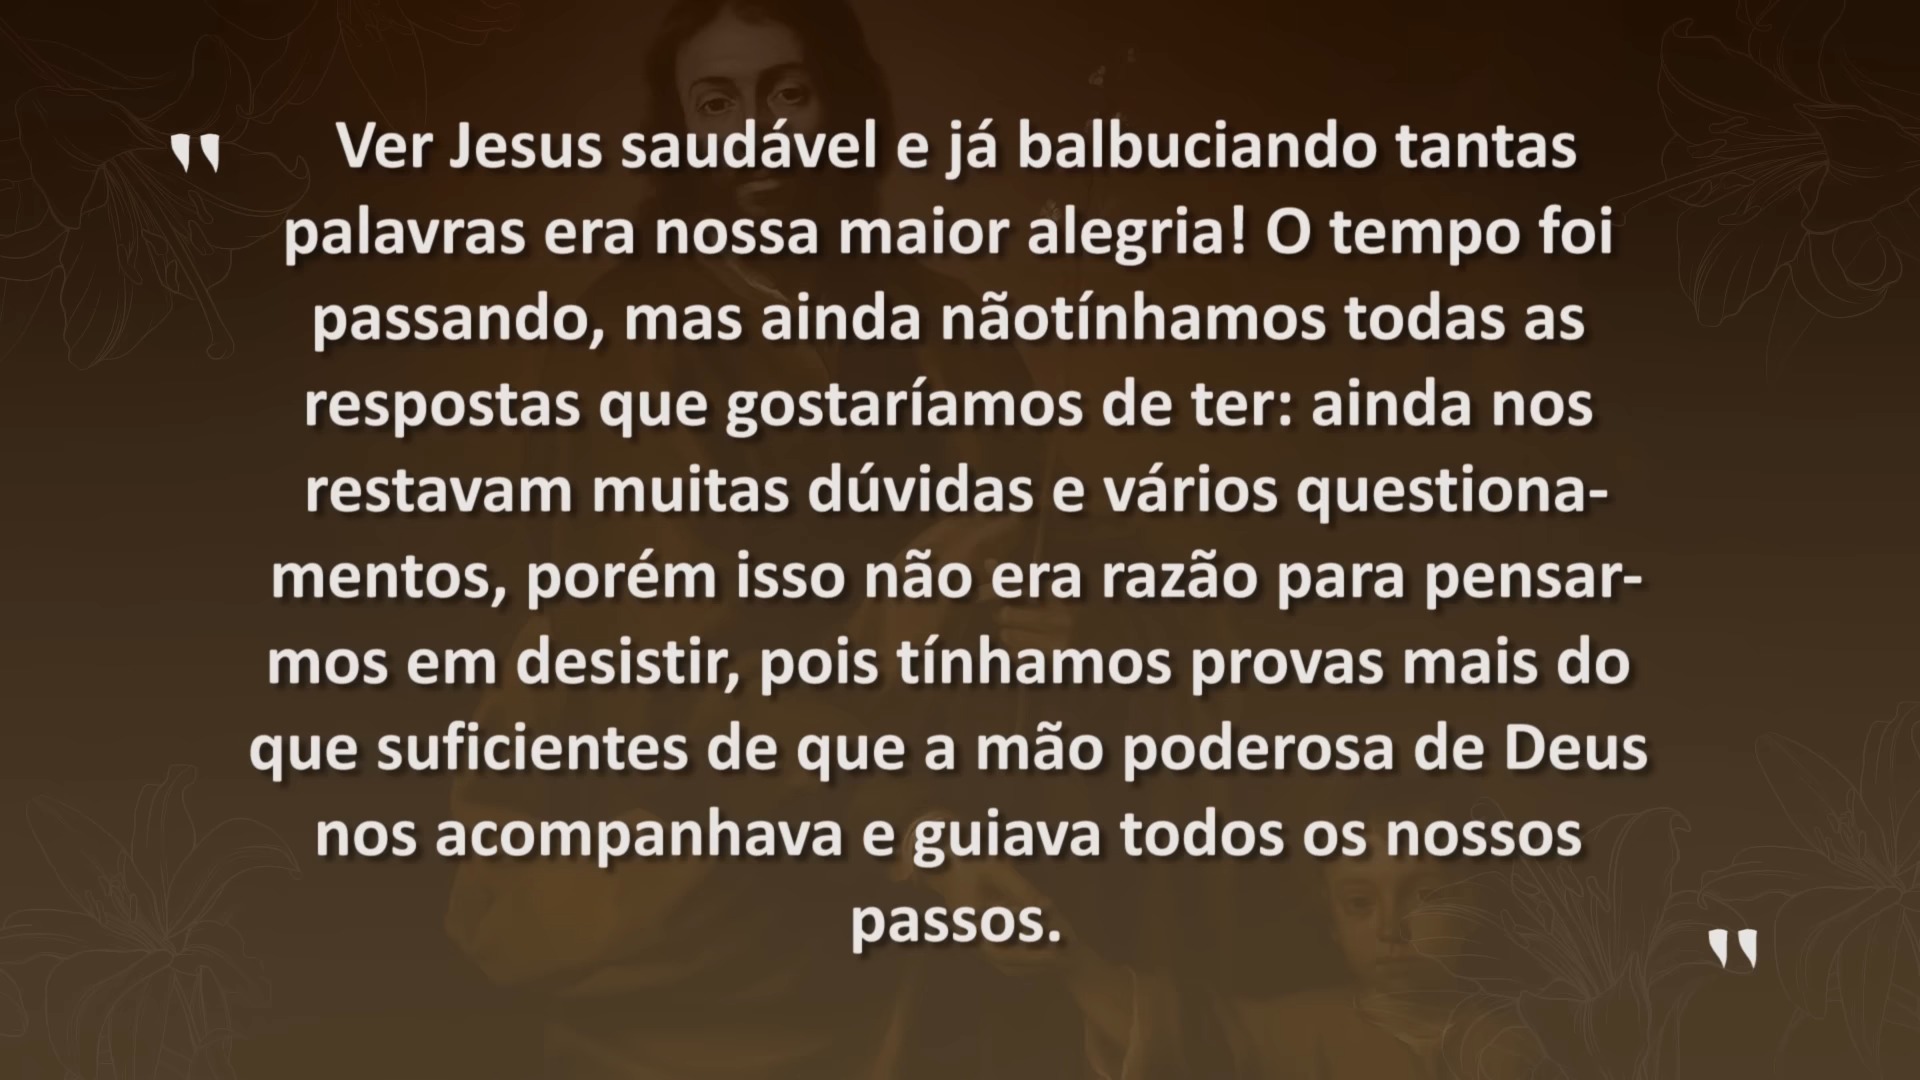 " Ver Jesus saudável e já balbuciando tantas
palavras era nossa maior alegria! O tempo foi
passando, mas ainda nãotínhamos todas as
respostas que gostaríamos de ter: ainda nos
restavam muitas dúvidas e vários questiona-
mentos, porém isso não era razão para pensar-
mos em desistir, pois tínhamos provas mais do
que suficientes de que a mão poderosa de Deus
nos acompanhava e guiava todos os nossos
passos. "